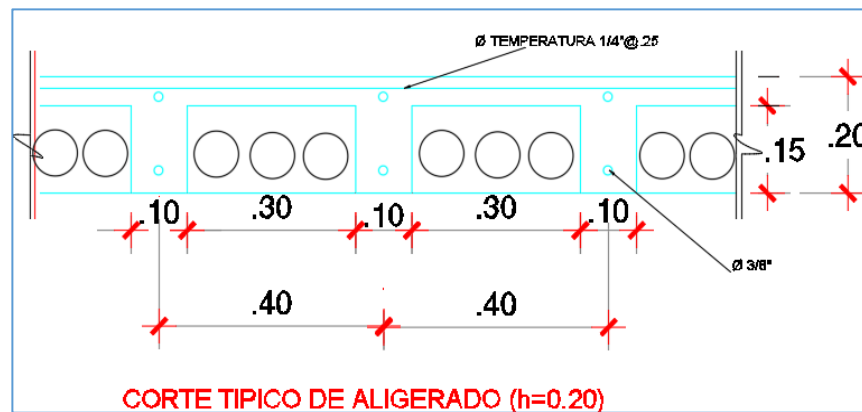 Ø TEMPERATURA 1/4"@.25
.20
.15
.10 .30 .10 .30 .10
Ø 3/8"
.40 .40
CORTE TIPICO DE ALIGERADO (h=0.20)